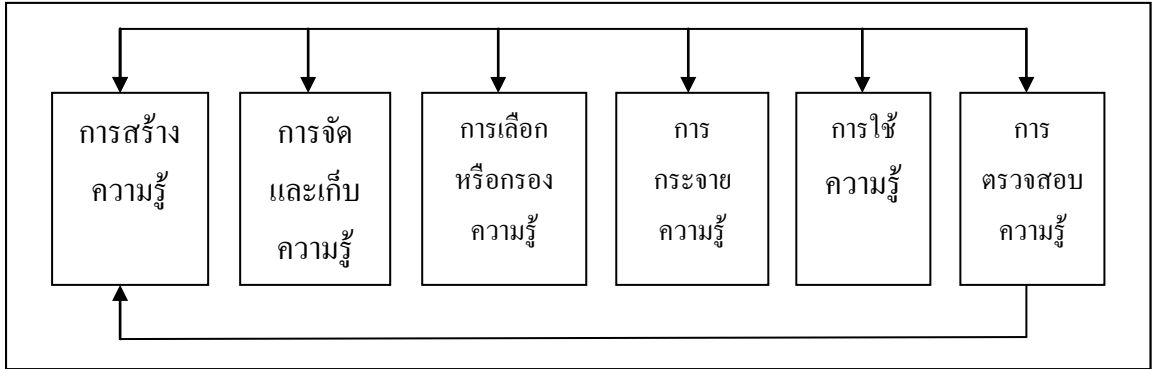 การสร้าง
ความรู้
การจัด
และเก็บ
ความรู้
การเลือก
หรือกรอง
ความรู้
การ
กระจาย
ความรู้
การใช้
ความรู้
การ
ตรวจสอบ
ความรู้